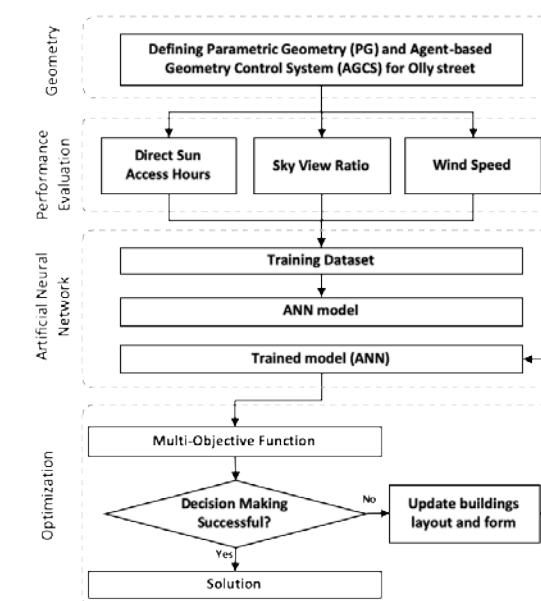 Geometry
Defining Parametric Geometry (PG) and Agent-based
Geometry Control System (AGCS) for Olly street
Performance
Evaluation
Direct Sun
Access Hours
Sky View Ratio
Wind Speed
Artificial Neural
Network
Training Dataset
ANN model
Trained model (ANN)
Optimization
Multi-Objective Function
Decision Making
Successful?
No
Update buildings
layout and form
Yes
Solution